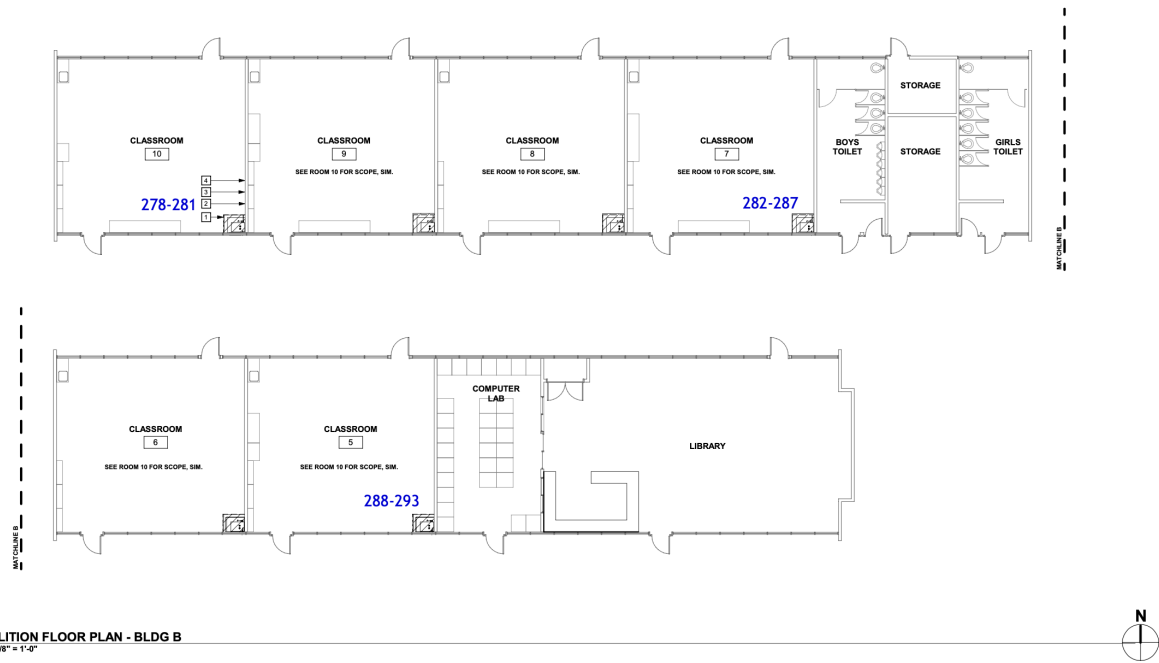 STORAGE
CLASSROOM
10
CLASSROOM
9
SEE ROOM 10 FOR SCOPE, SIM.
CLASSROOM
8
SEE ROOM 10 FOR SCOPE, SIM.
CLASSROOM
7
SEE ROOM 10 FOR SCOPE, SIM.
BOYS
TOILET
STORAGE
GIRLS
TOILET
4
3
2
1
278-281
282-287
MATCHLINE B
MATCHLINE B
CLASSROOM
6
SEE ROOM 10 FOR SCOPE, SIM.
CLASSROOM
5
SEE ROOM 10 FOR SCOPE, SIM.
288-293
COMPUTER
LAB
LIBRARY
LITION FLOOR PLAN - BLDG B
/8" = 1'-0"
N